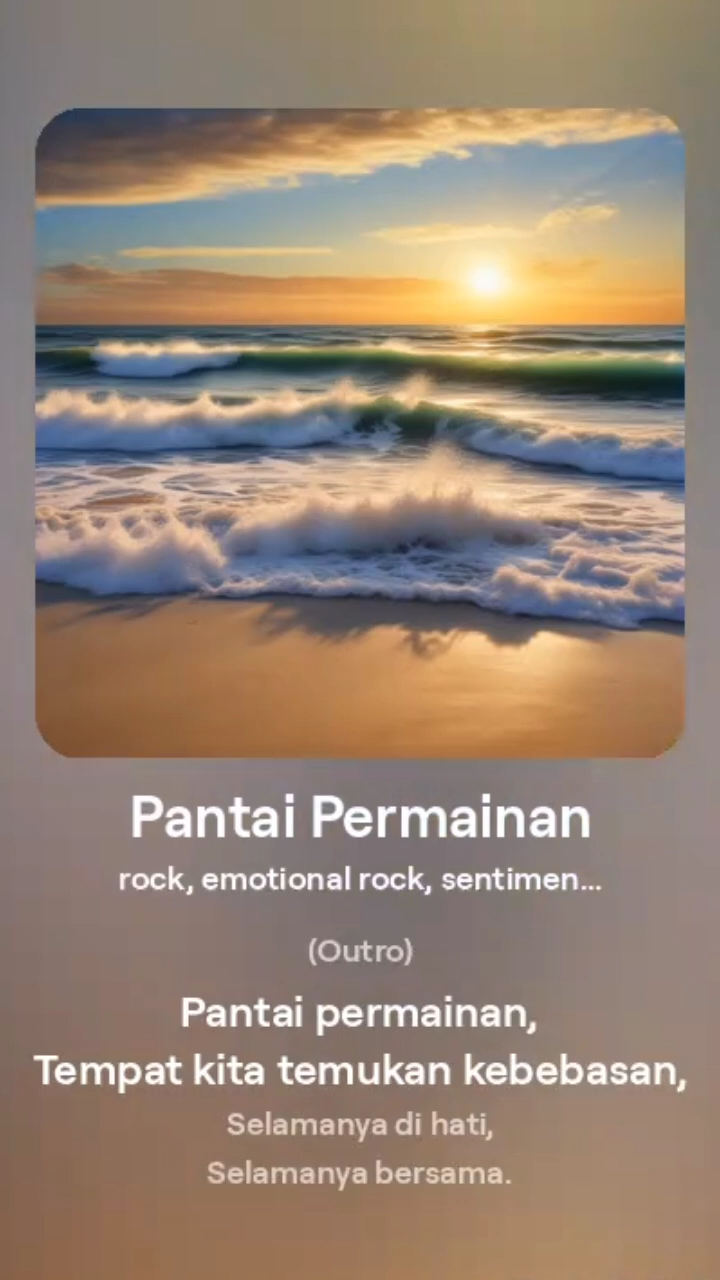 Pantai Permainan
rock, emotional rock, sentimen...
(Outro)
Pantai permainan,
Tempat kita temukan kebebasan,
Selamanya di hati,
Selamanya bersama.